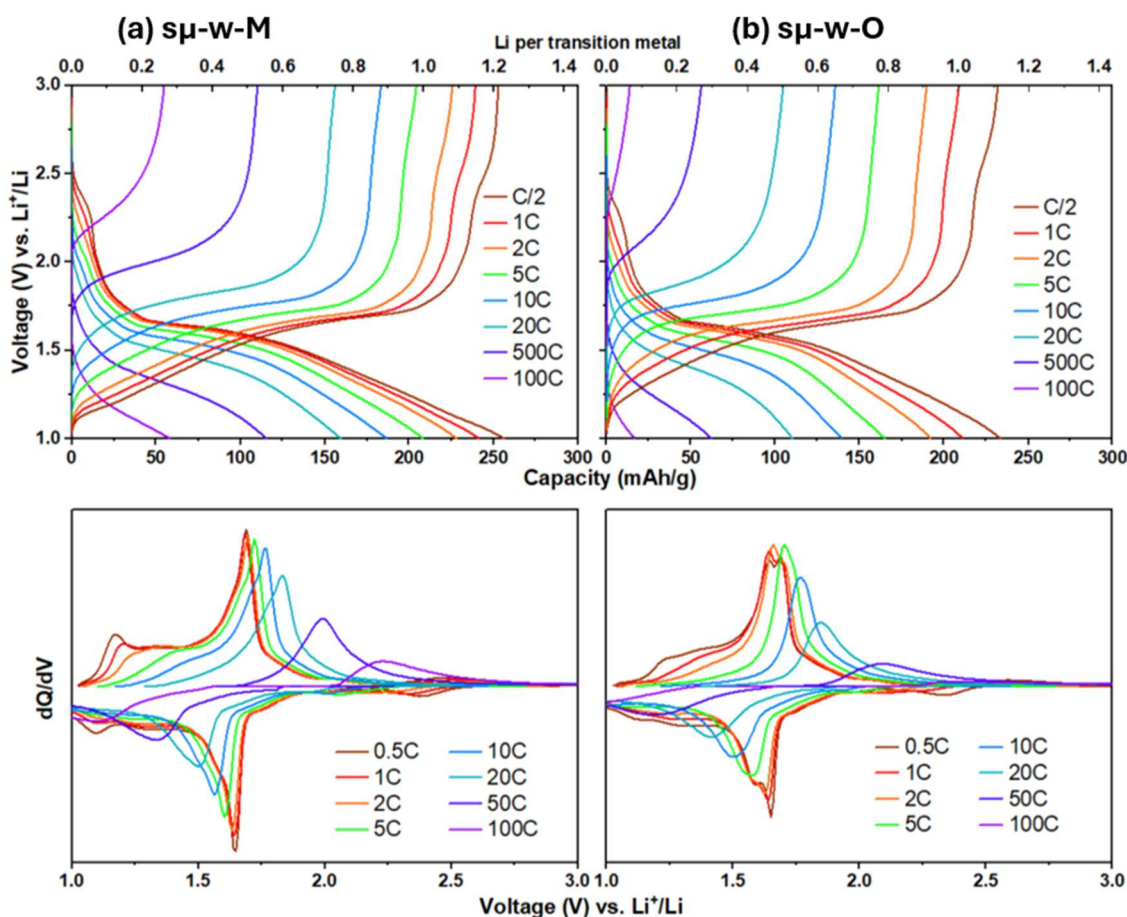 (a) sµ-w-M
(b) sµ-w-O
Li per transition metal
0.0 0.2 0.4 0.6 0.8 1.0 1.2 1.4
0.0 0.2 0.4 0.6 0.8 1.0 1.2 1.4
Voltage (V) vs. Li⁺/Li
3.0
2.5
2.0
1.5
1.0
C/2
1C
2C
5C
10C
20C
500C
100C
C/2
1C
2C
5C
10C
20C
500C
100C
0 50 100 150 200 250 300
0 50 100 150 200 250 300
Capacity (mAh/g)
dQ/dV
0.5C 10C
1C 20C
2C 50C
5C 100C
0.5C 10C
1C 20C
2C 50C
5C 100C
1.0 1.5 2.0 2.5 3.0
1.0 1.5 2.0 2.5 3.0
Voltage (V) vs. Li⁺/Li